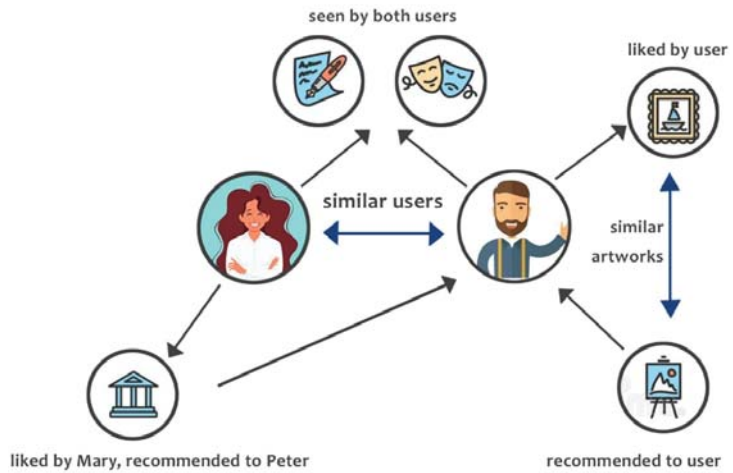 seen by both users
liked by user
similar users
similar
artworks
liked by Mary, recommended to Peter
recommended to user